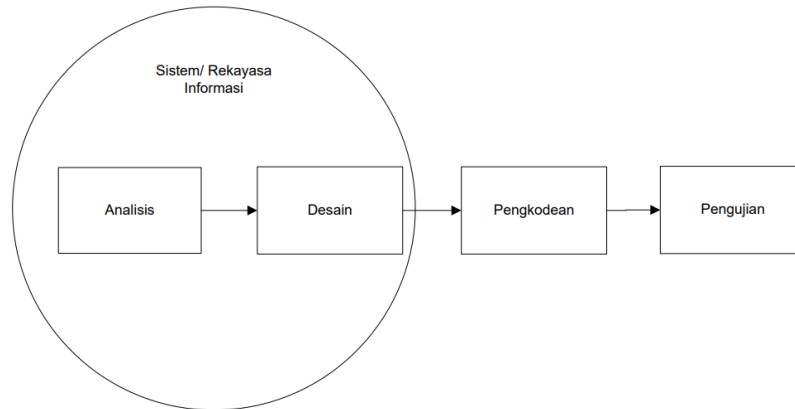 Sistem/ Rekayasa
Informasi
Analisis
Desain
Pengkodean
Pengujian